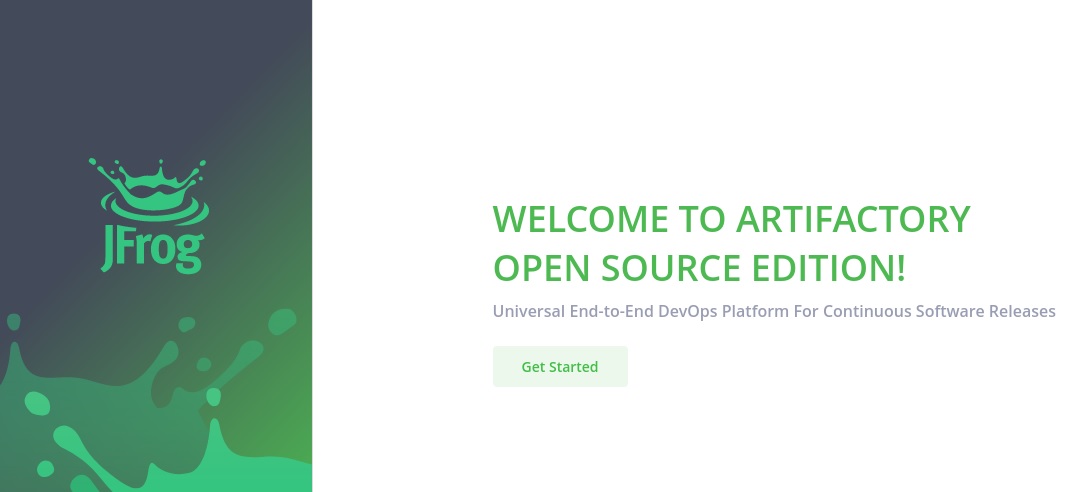 JFrog
WELCOME TO ARTIFACTORY
OPEN SOURCE EDITION!
Universal End-to-End DevOps Platform For Continuous Software Releases
Get Started